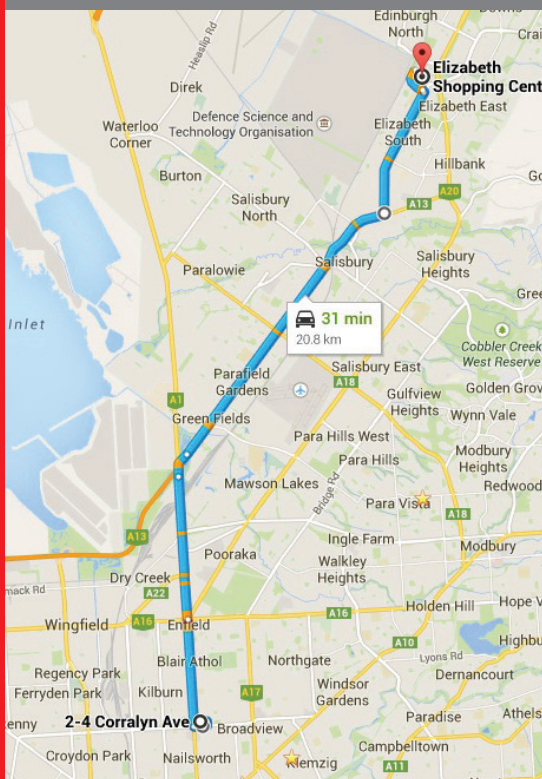 Edinburgh
North
Downs
Heaslip Rd
Elizabeth
Shopping Cent
Direk
Elizabeth East
Defence Science and
Technology Organisation
Elizabeth
South
Waterloo
Corner
Hillbank
Burton
A20
Salisbury
North
A13
Salisbury
Paralowie
Salisbury
Heights
31 min
20.8 km
Inlet
Cobbler Creek
West Reserve
Salisbury East
Parafield
Gardens
A18
Golden Grov
A1
Gulfview
Heights
Wynn Vale
Green Fields
Para Hills West
Para Hills
Modbury
Heights
Mawson Lakes
Bridge Rd
Redwood
Para Vista
A18
A13
Ingle Farm
Modbury
Pooraka
Walkley
Heights
Dry Creek
A22
mack Rd
A16
Holden Hill
Hope V
Wingfield
A16
Enfield
A10
Highbu
Blair Athol
Northgate
Lyons Rd
Regency Park
Dernancourt
Ferryden Park
Kilburn
A17
Windsor
Gardens
2-4 Corralyn Ave
Broadview
Paradise
Athels
enny
Campbelltown
Croydon Park
Nailsworth
Klemzig
A11